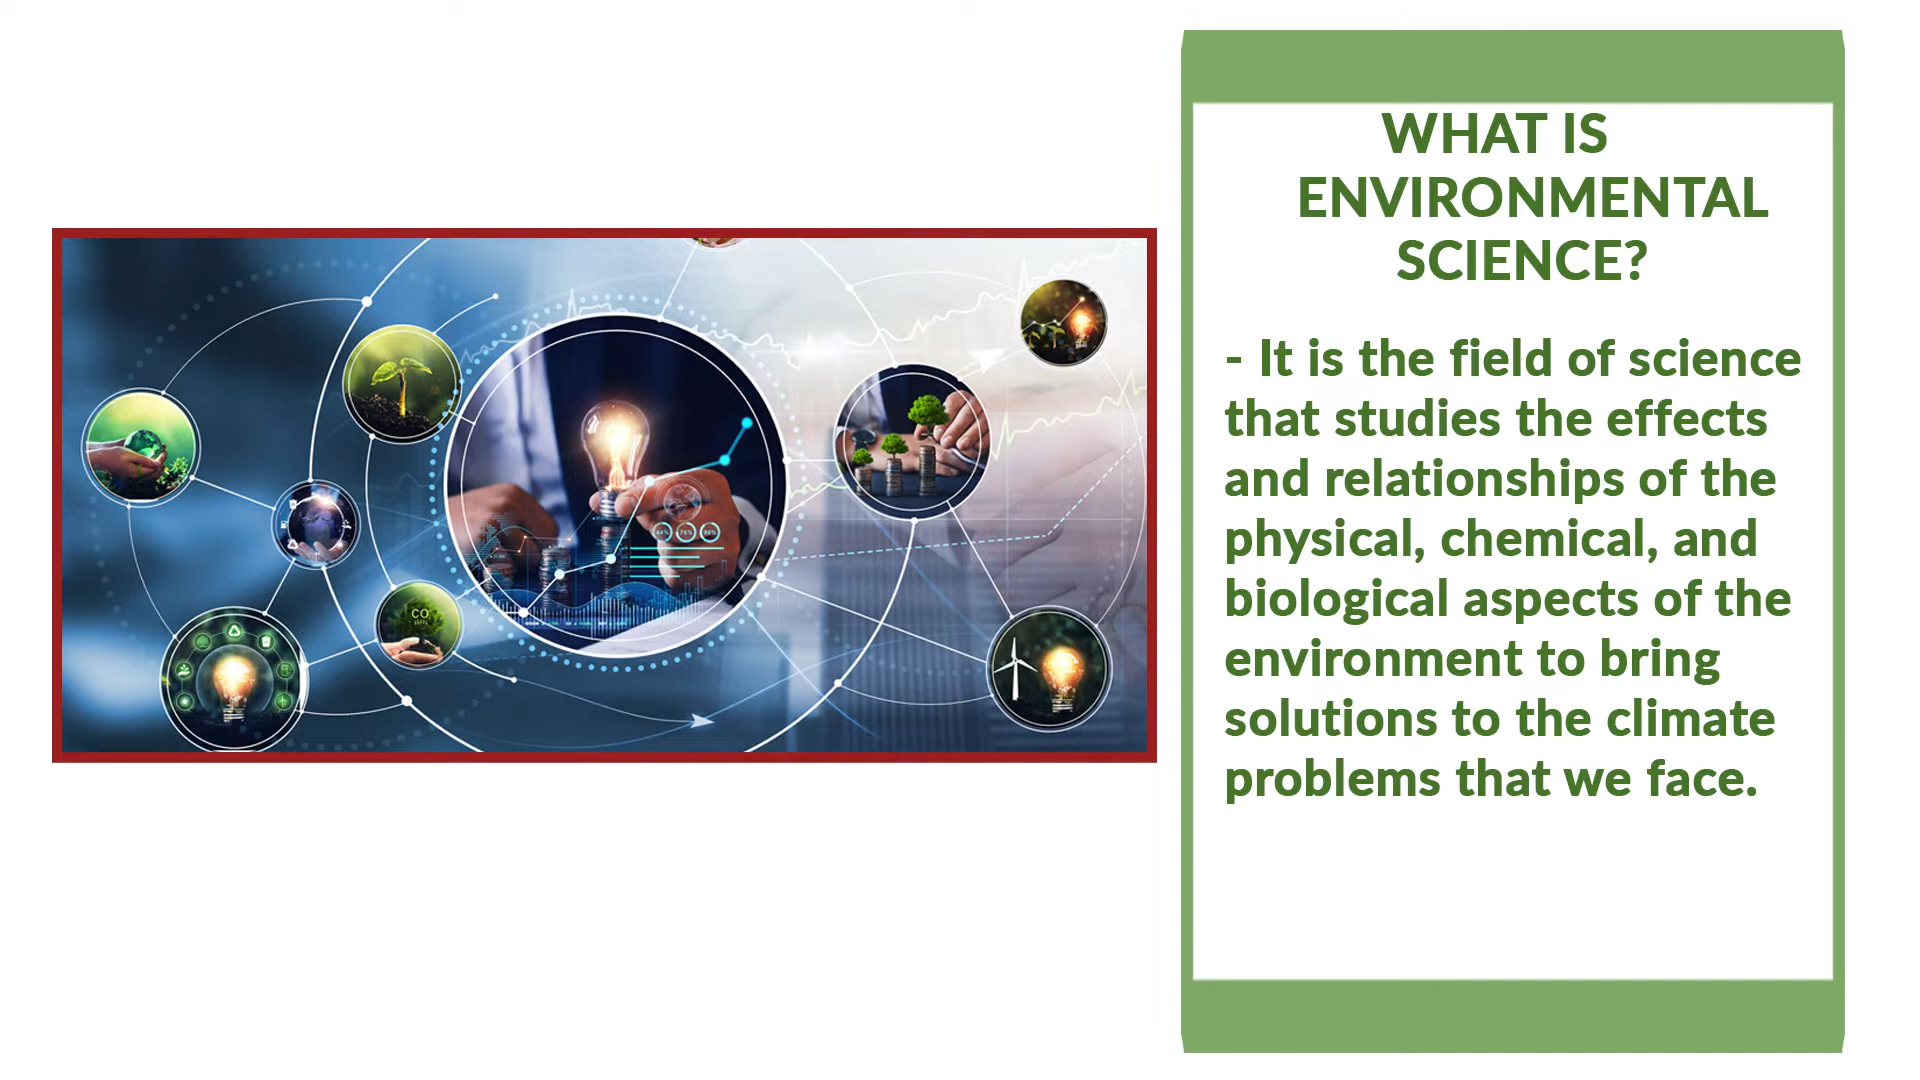 WHAT IS
ENVIRONMENTAL
SCIENCE?
- It is the field of science
that studies the effects
and relationships of the
physical, chemical, and
biological aspects of the
environment to bring
solutions to the climate
problems that we face.
CO